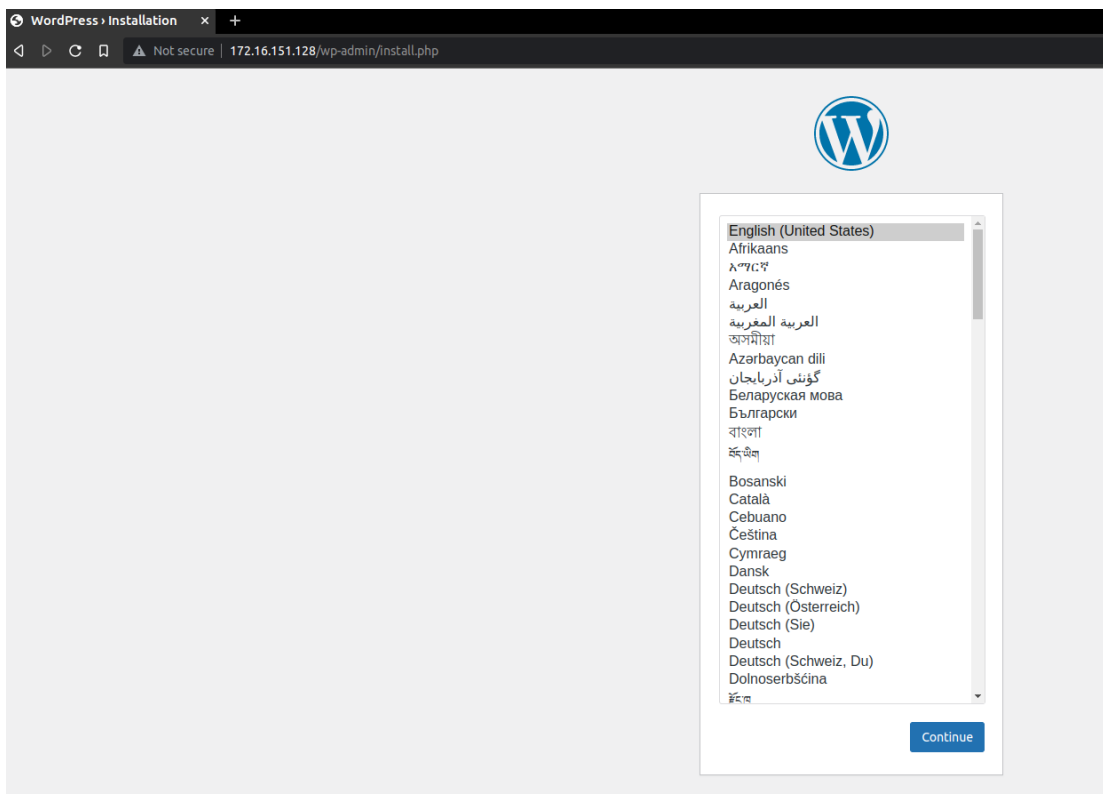 WordPress › Installation
Not secure | 172.16.151.128/wp-admin/install.php
English (United States)
Afrikaans
አማርኛ
Aragonés
العربية
العربية المغربية
অসমীয়া
Azərbaycan dili
گؤنئی آذربایجان
Беларуская мова
Български
বাংলা
བོད་ཡིག
Bosanski
Català
Cebuano
Čeština
Cymraeg
Dansk
Deutsch (Schweiz)
Deutsch (Österreich)
Deutsch (Sie)
Deutsch
Deutsch (Schweiz, Du)
Dolnoserbšćina
རྫོང་ཁ
Continue